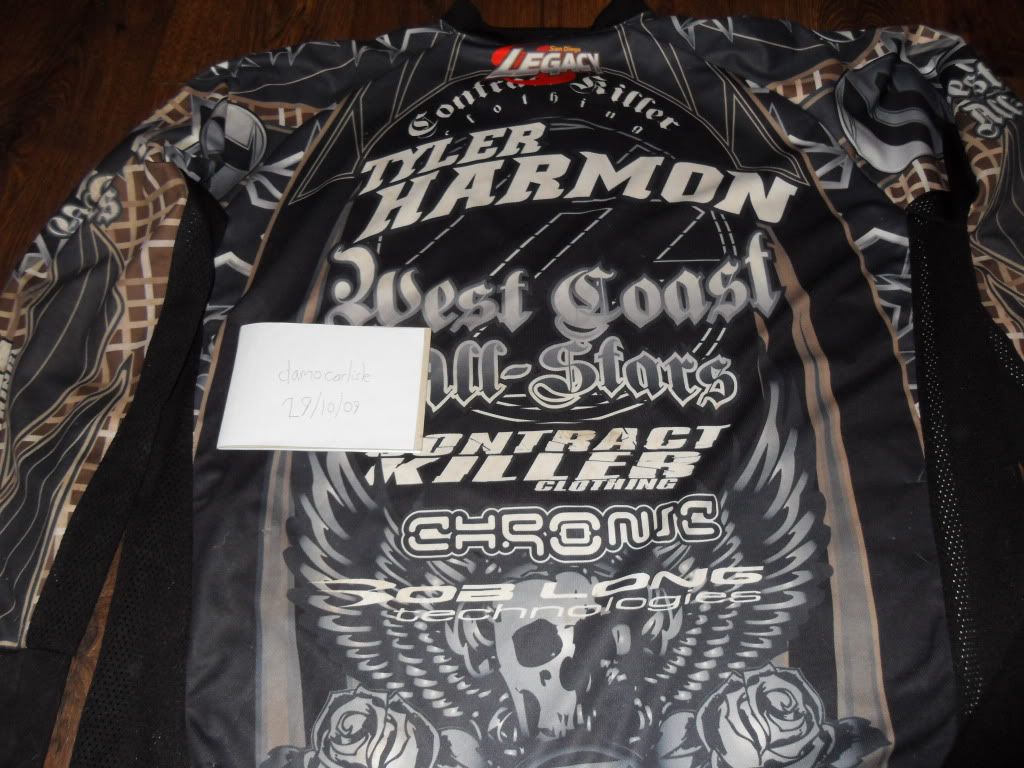 San Diego
LEGACY
Contract Killer
clothing
TYLER
HARMON
West Coast
All-Stars
damocarlisle
29/10/09
CONTRACT
KILLER
CLOTHING
CHRONIC
BOB LONG
technologies